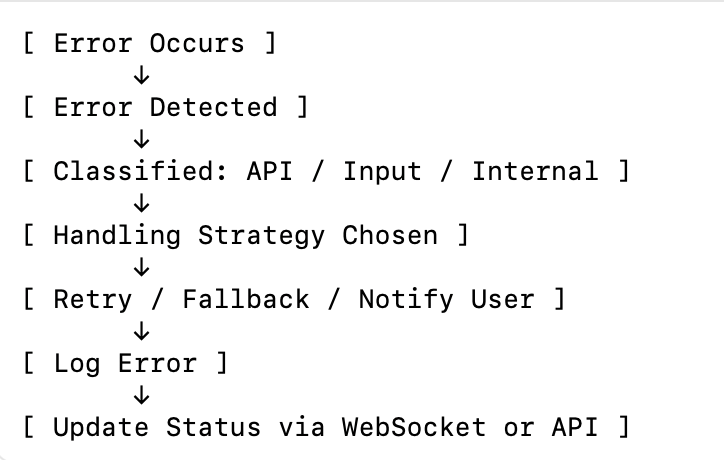 [ Error Occurs ]
↓
[ Error Detected ]
↓
[ Classified: API / Input / Internal ]
↓
[ Handling Strategy Chosen ]
↓
[ Retry / Fallback / Notify User ]
↓
[ Log Error ]
↓
[ Update Status via WebSocket or API ]